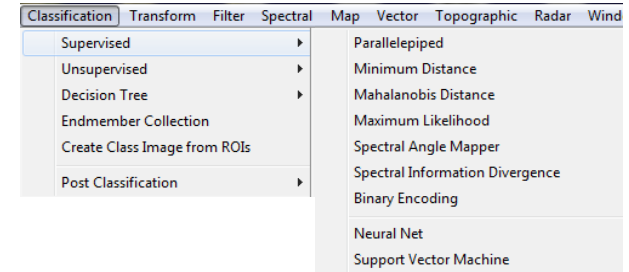 Classification Transform Filter Spectral Map Vector Topographic Radar Wind
Supervised
Unsupervised
Decision Tree
Endmember Collection
Create Class Image from ROIs
Post Classification
Parallelepiped
Minimum Distance
Mahalanobis Distance
Maximum Likelihood
Spectral Angle Mapper
Spectral Information Divergence
Binary Encoding
Neural Net
Support Vector Machine